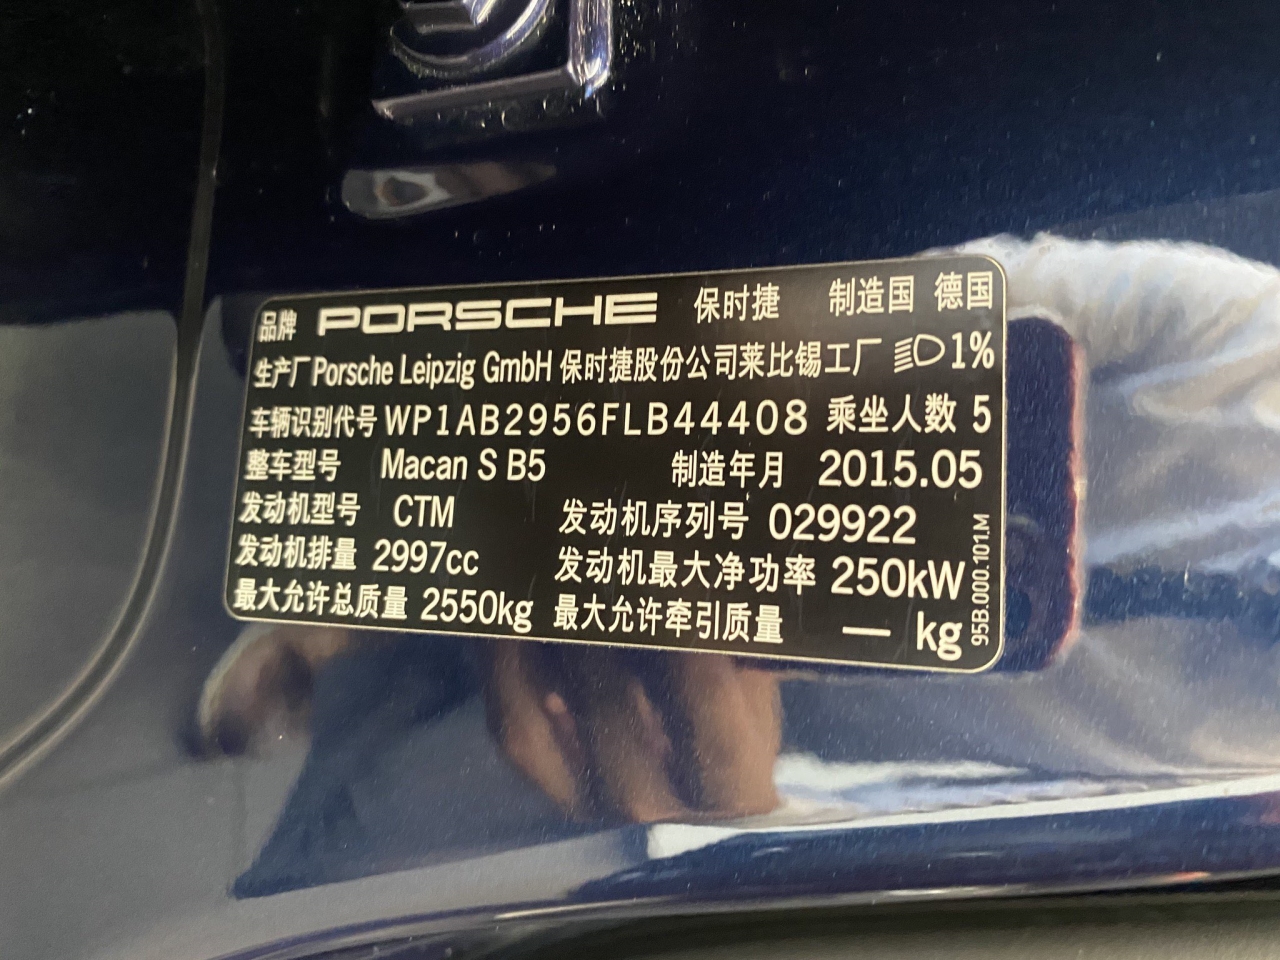 品牌 PORSCHE 保时捷 制造国 德国
生产厂 Porsche Leipzig GmbH 保时捷股份公司莱比锡工厂 1%
车辆识别代号 WP1AB2956FLB44408 乘坐人数 5
整车型号 Macan S B5 制造年月 2015.05
发动机型号 CTM 发动机序列号 029922
发动机排量 2997cc 发动机最大净功率 250kW
最大允许总质量 2550kg 最大允许牵引质量 — kg
95B.000.101.M